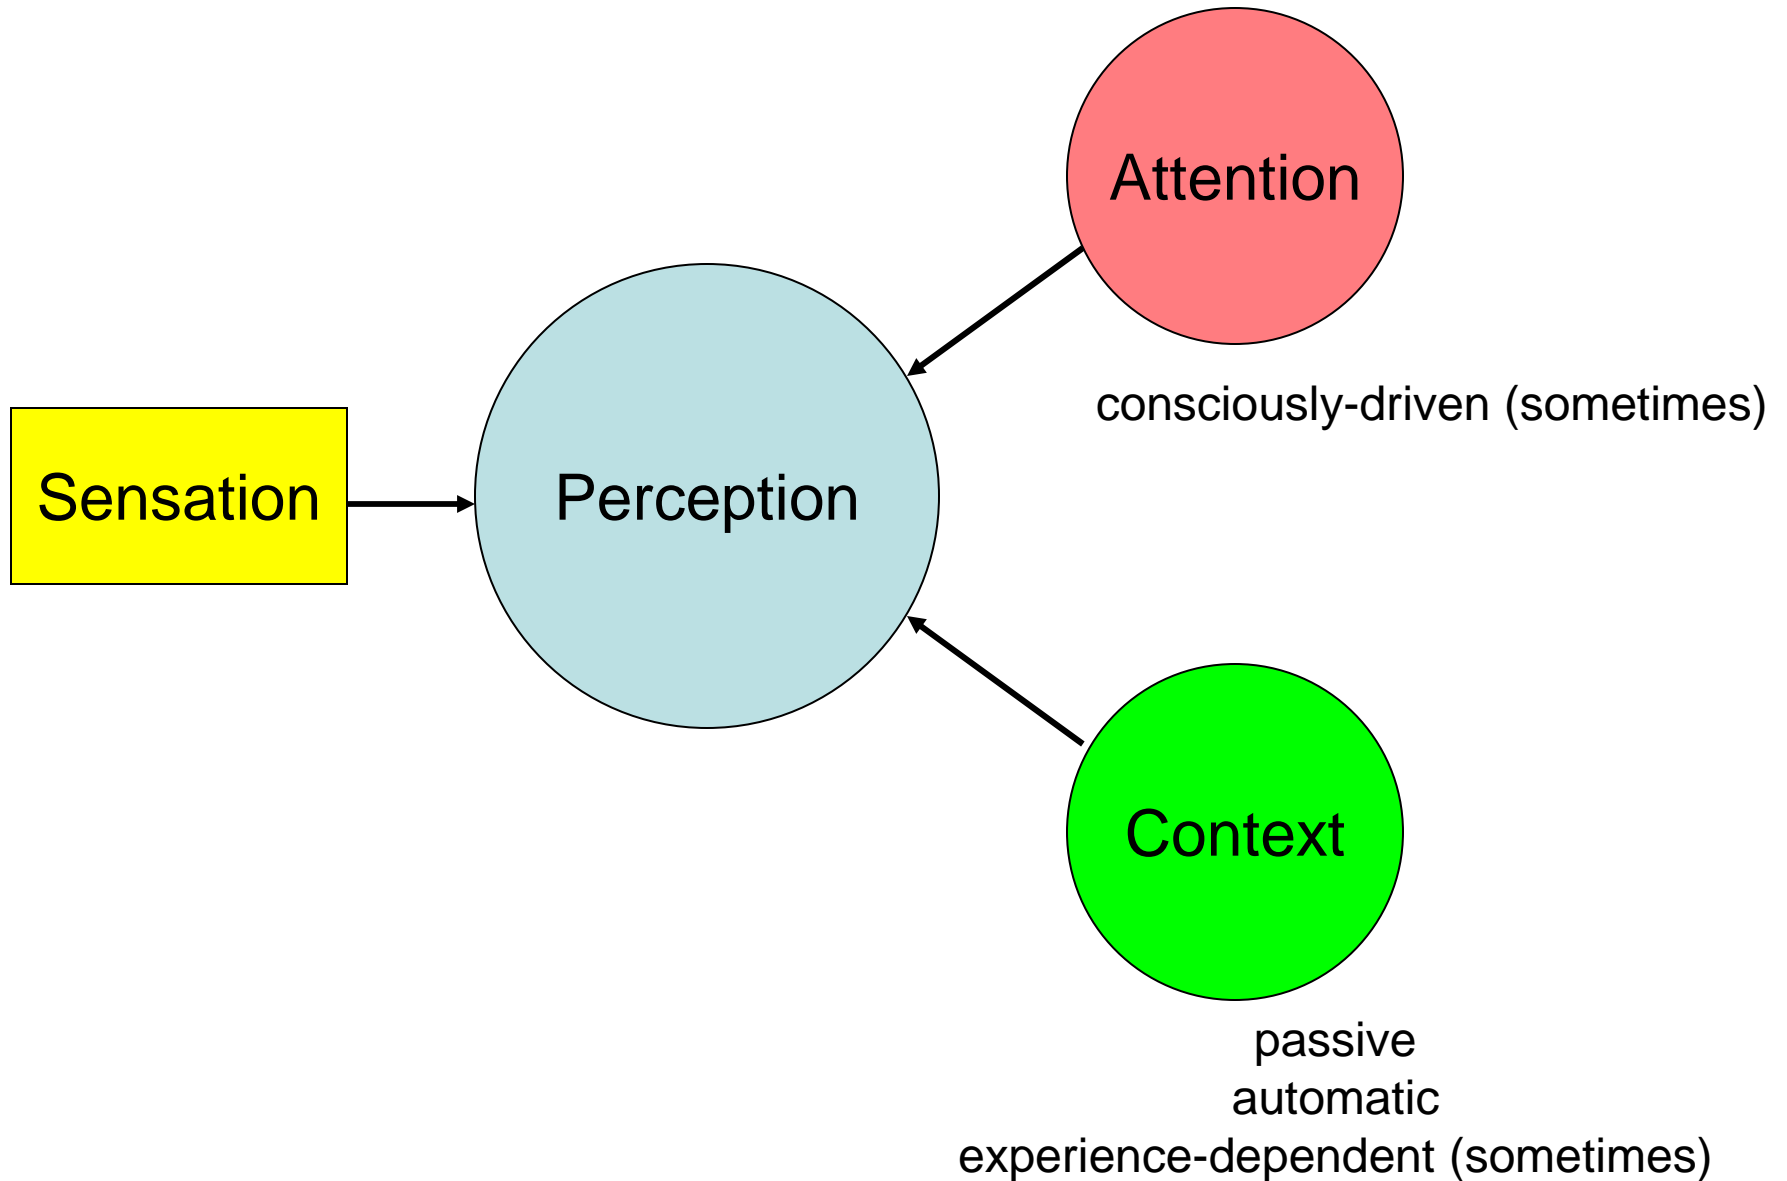 Attention
consciously-driven (sometimes)
Sensation
Perception
Context
passive
automatic
experience-dependent (sometimes)